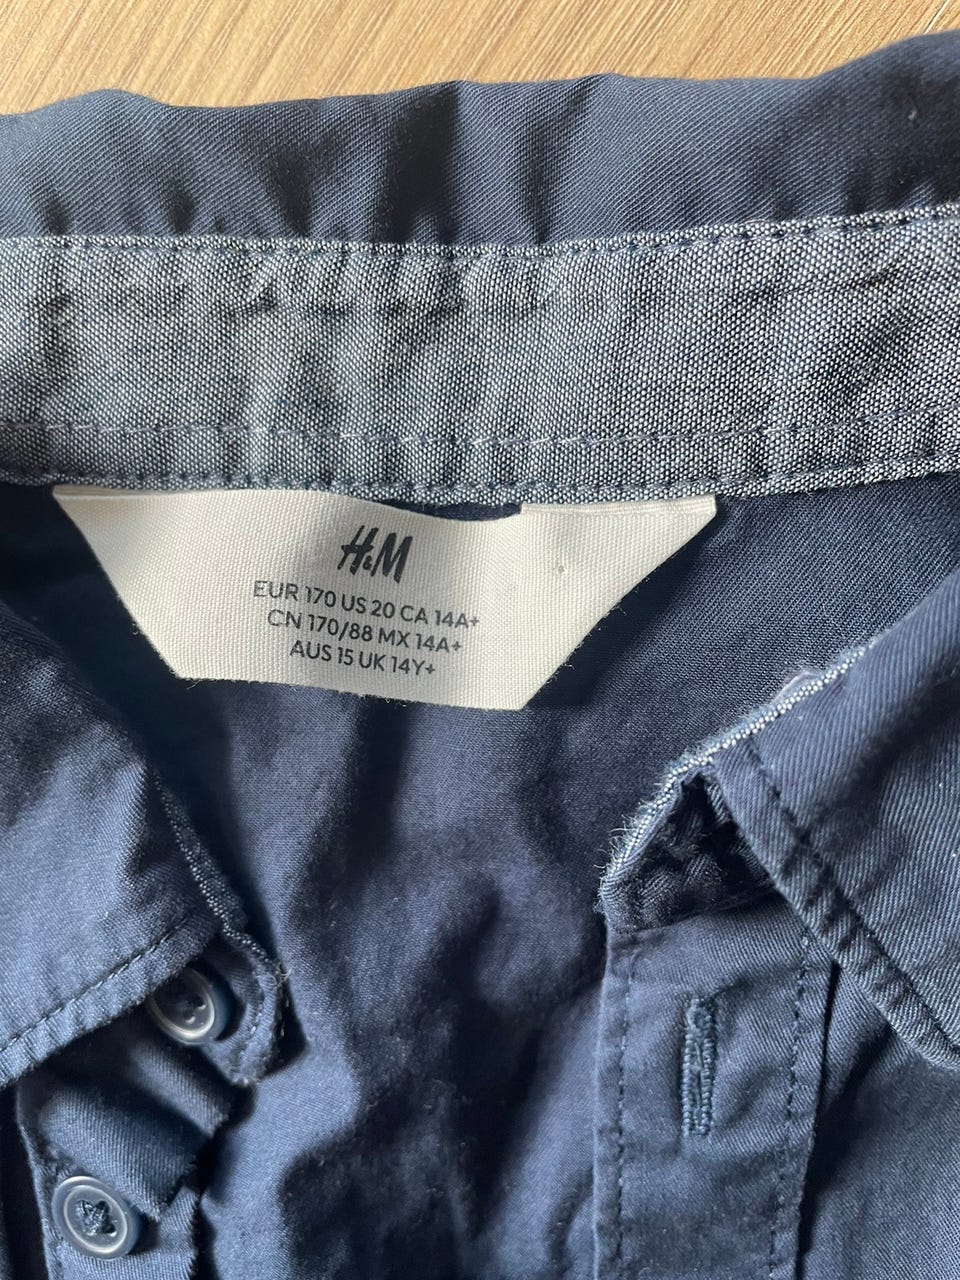 H&M
EUR 170 US 20 CA 14A+
CN 170/88 MX 14A+
AUS 15 UK 14Y+